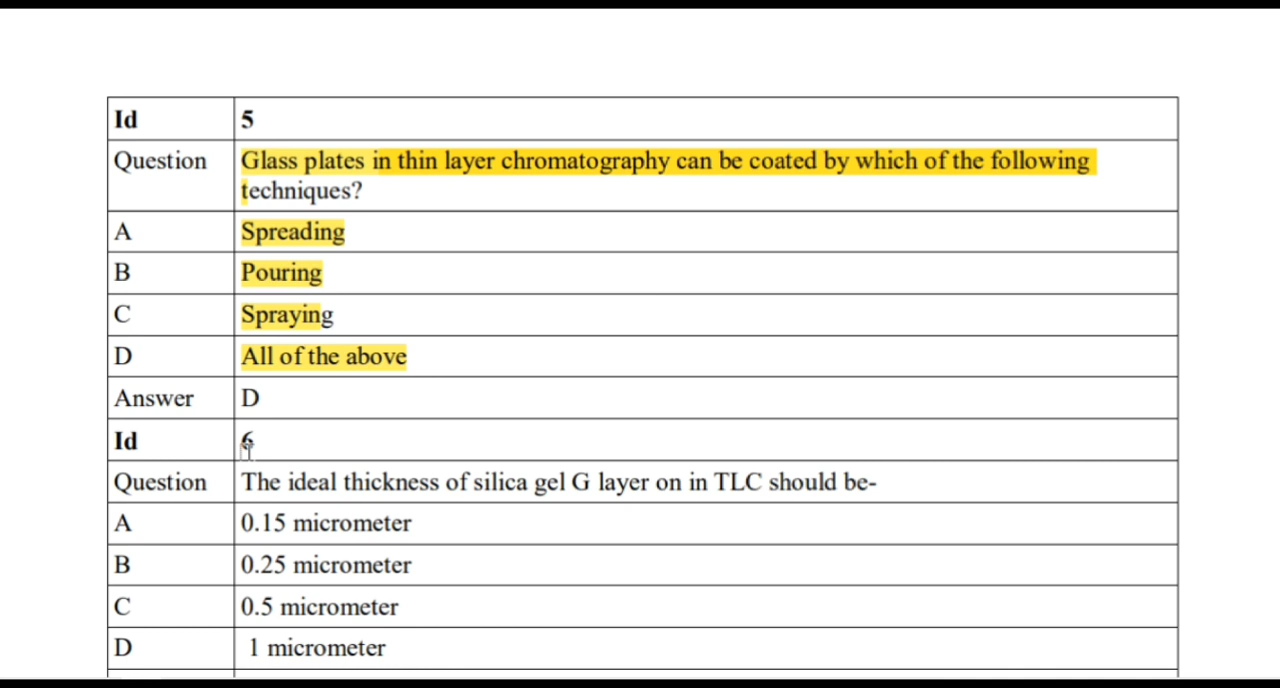 Id 5
Question Glass plates in thin layer chromatography can be coated by which of the following
techniques?
A Spreading
B Pouring
C Spraying
D All of the above
Answer D
Id 6
Question The ideal thickness of silica gel G layer on in TLC should be-
A 0.15 micrometer
B 0.25 micrometer
C 0.5 micrometer
D 1 micrometer